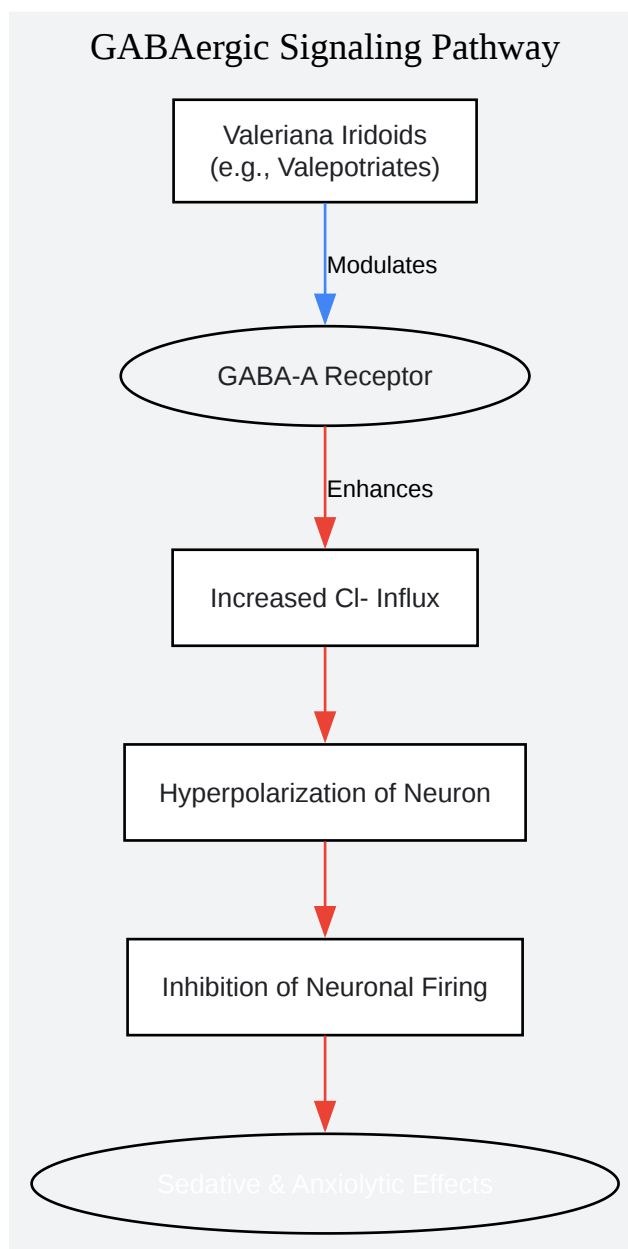 GABAergic Signaling Pathway
Valeriana Iridoids
(e.g., Valepotriates)
Modulates
GABA-A Receptor
Enhances
Increased Cl- Influx
Hyperpolarization of Neuron
Inhibition of Neuronal Firing
Sedative & Anxiolytic Effects